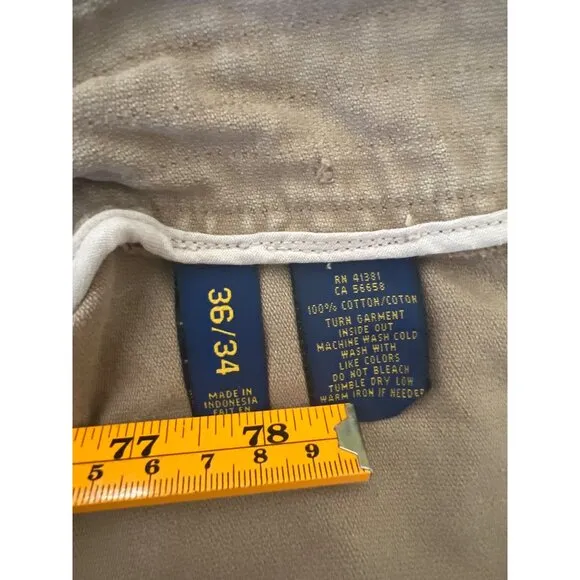 36/34
MADE IN
INDONESIA
FAIT EN
RN 41381
CA 56658
100% COTTON/COTON
TURN GARMENT
INSIDE OUT
MACHINE WASH COLD
WASH WITH
LIKE COLORS
DO NOT BLEACH
TUMBLE DRY LOW
WARM IRON IF NEEDED
77 78
5 6 7 8 9